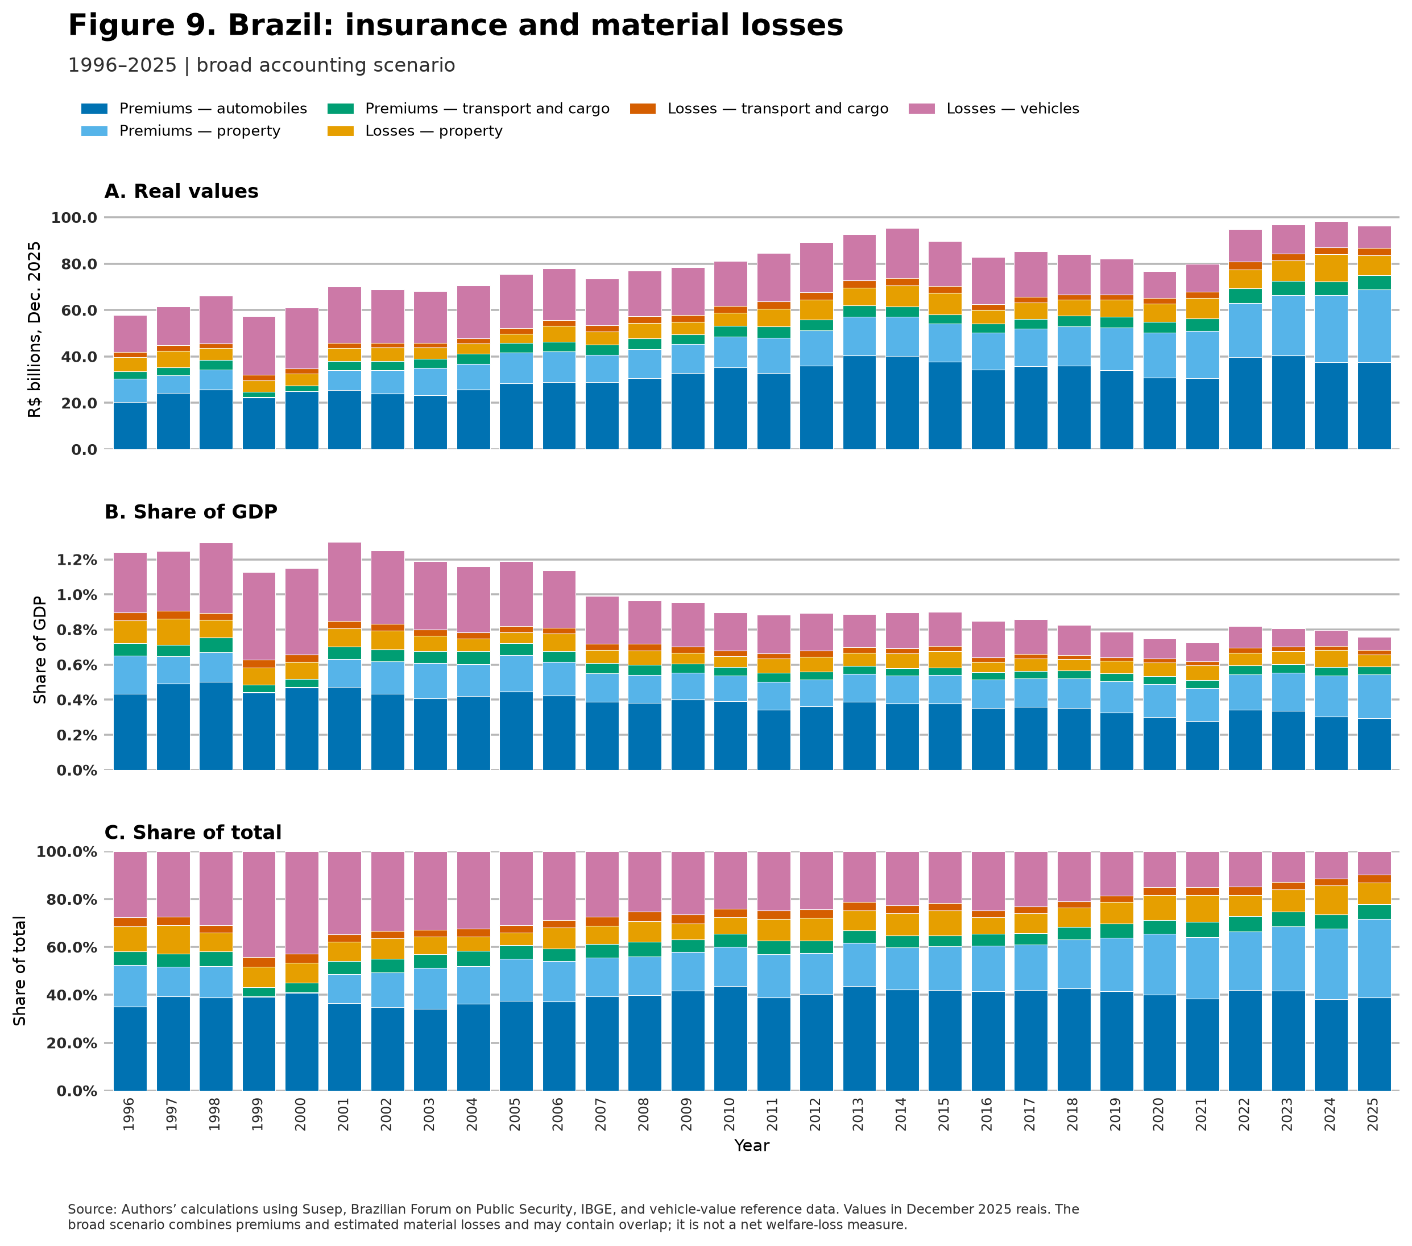 Figure 9. Brazil: insurance and material losses
1996–2025 | broad accounting scenario
Premiums — automobiles
Premiums — transport and cargo
Losses — transport and cargo
Losses — vehicles
Premiums — property
Losses — property
A. Real values
R$ billions, Dec. 2025
100.0
80.0
60.0
40.0
20.0
0.0
B. Share of GDP
Share of GDP
1.2%
1.0%
0.8%
0.6%
0.4%
0.2%
0.0%
C. Share of total
Share of total
100.0%
80.0%
60.0%
40.0%
20.0%
0.0%
1996
1997
1998
1999
2000
2001
2002
2003
2004
2005
2006
2007
2008
2009
2010
2011
2012
2013
2014
2015
2016
2017
2018
2019
2020
2021
2022
2023
2024
2025
Year
Source: Authors’ calculations using Susep, Brazilian Forum on Public Security, IBGE, and vehicle-value reference data. Values in December 2025 reais. The
broad scenario combines premiums and estimated material losses and may contain overlap; it is not a net welfare-loss measure.